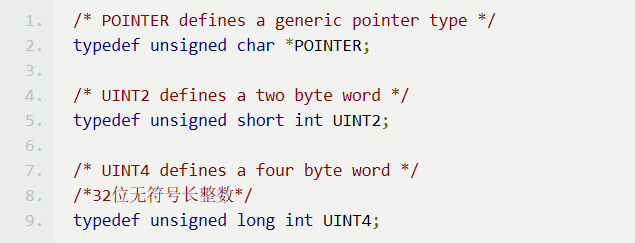 1. /* POINTER defines a generic pointer type */
2. typedef unsigned char *POINTER;
3.
4. /* UINT2 defines a two byte word */
5. typedef unsigned short int UINT2;
6.
7. /* UINT4 defines a four byte word */
8. /*32位无符号长整数*/
9. typedef unsigned long int UINT4;